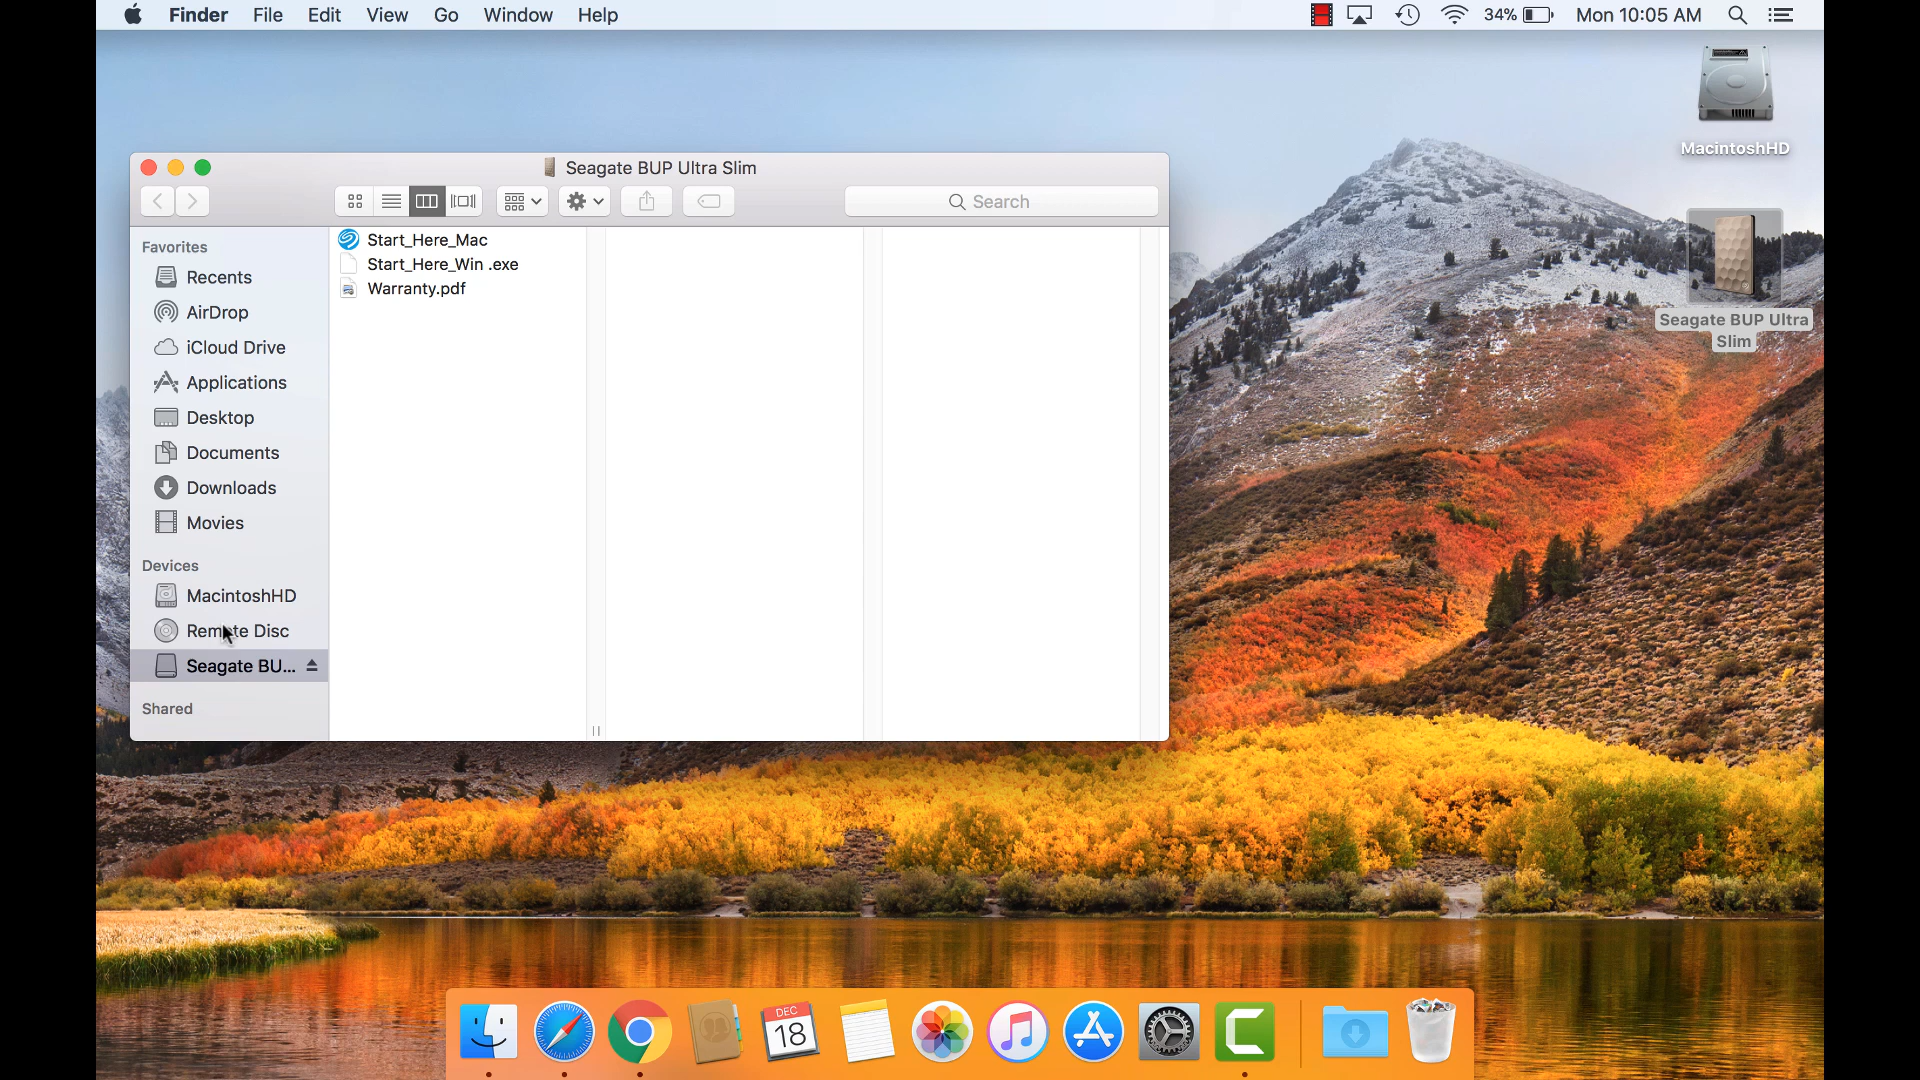 Finder File Edit View Go Window Help 34% Mon 10:05 AM
MacintoshHD
Seagate BUP Ultra Slim
Search
Favorites
Recents
AirDrop
iCloud Drive
Applications
Desktop
Documents
Downloads
Movies
Devices
MacintoshHD
Remote Disc
Seagate BU...
Shared
Start_Here_Mac
Start_Here_Win .exe
Warranty.pdf
Seagate BUP Ultra
Slim
DEC
18